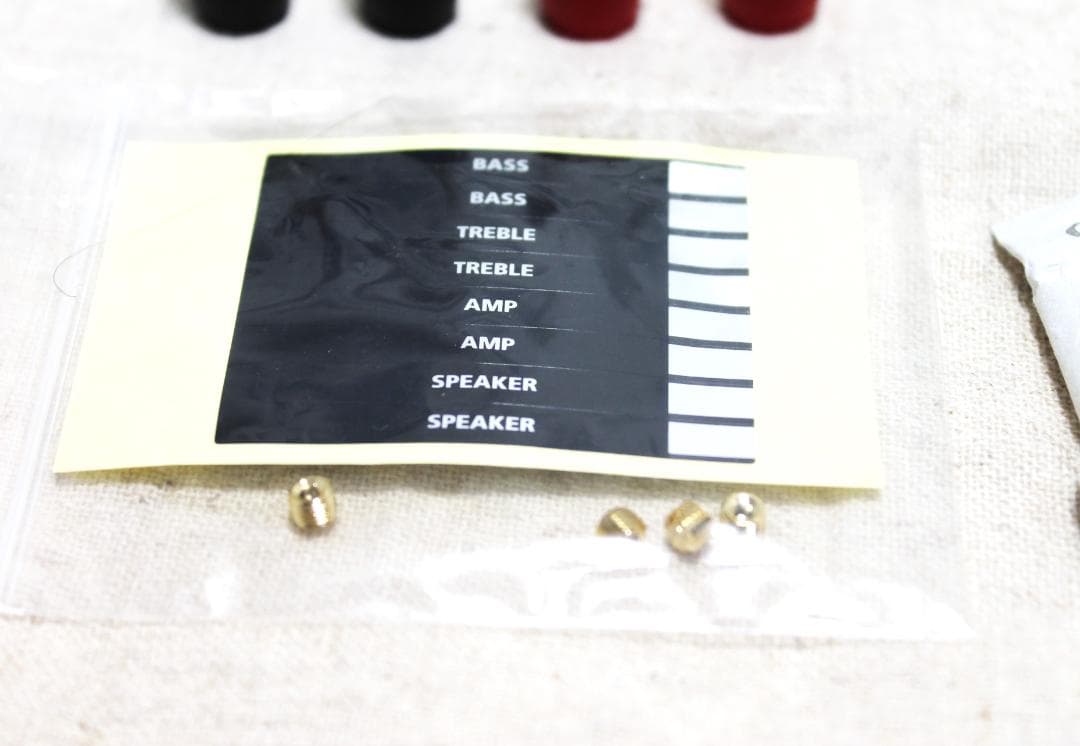 BASS
BASS
TREBLE
TREBLE
AMP
AMP
SPEAKER
SPEAKER